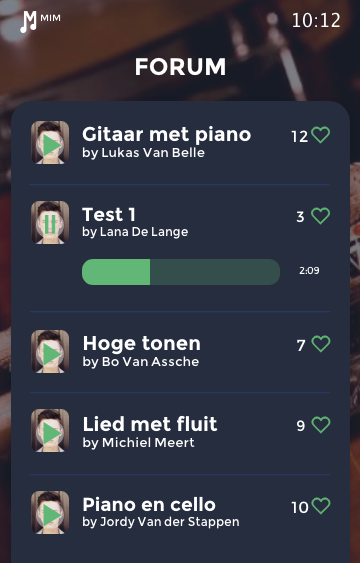 MIM
10:12
FORUM
Gitaar met piano
12
by Lukas Van Belle
Test 1
3
by Lana De Lange
2:09
Hoge tonen
7
by Bo Van Assche
Lied met fluit
9
by Michiel Meert
Piano en cello
10
by Jordy Van der Stappen